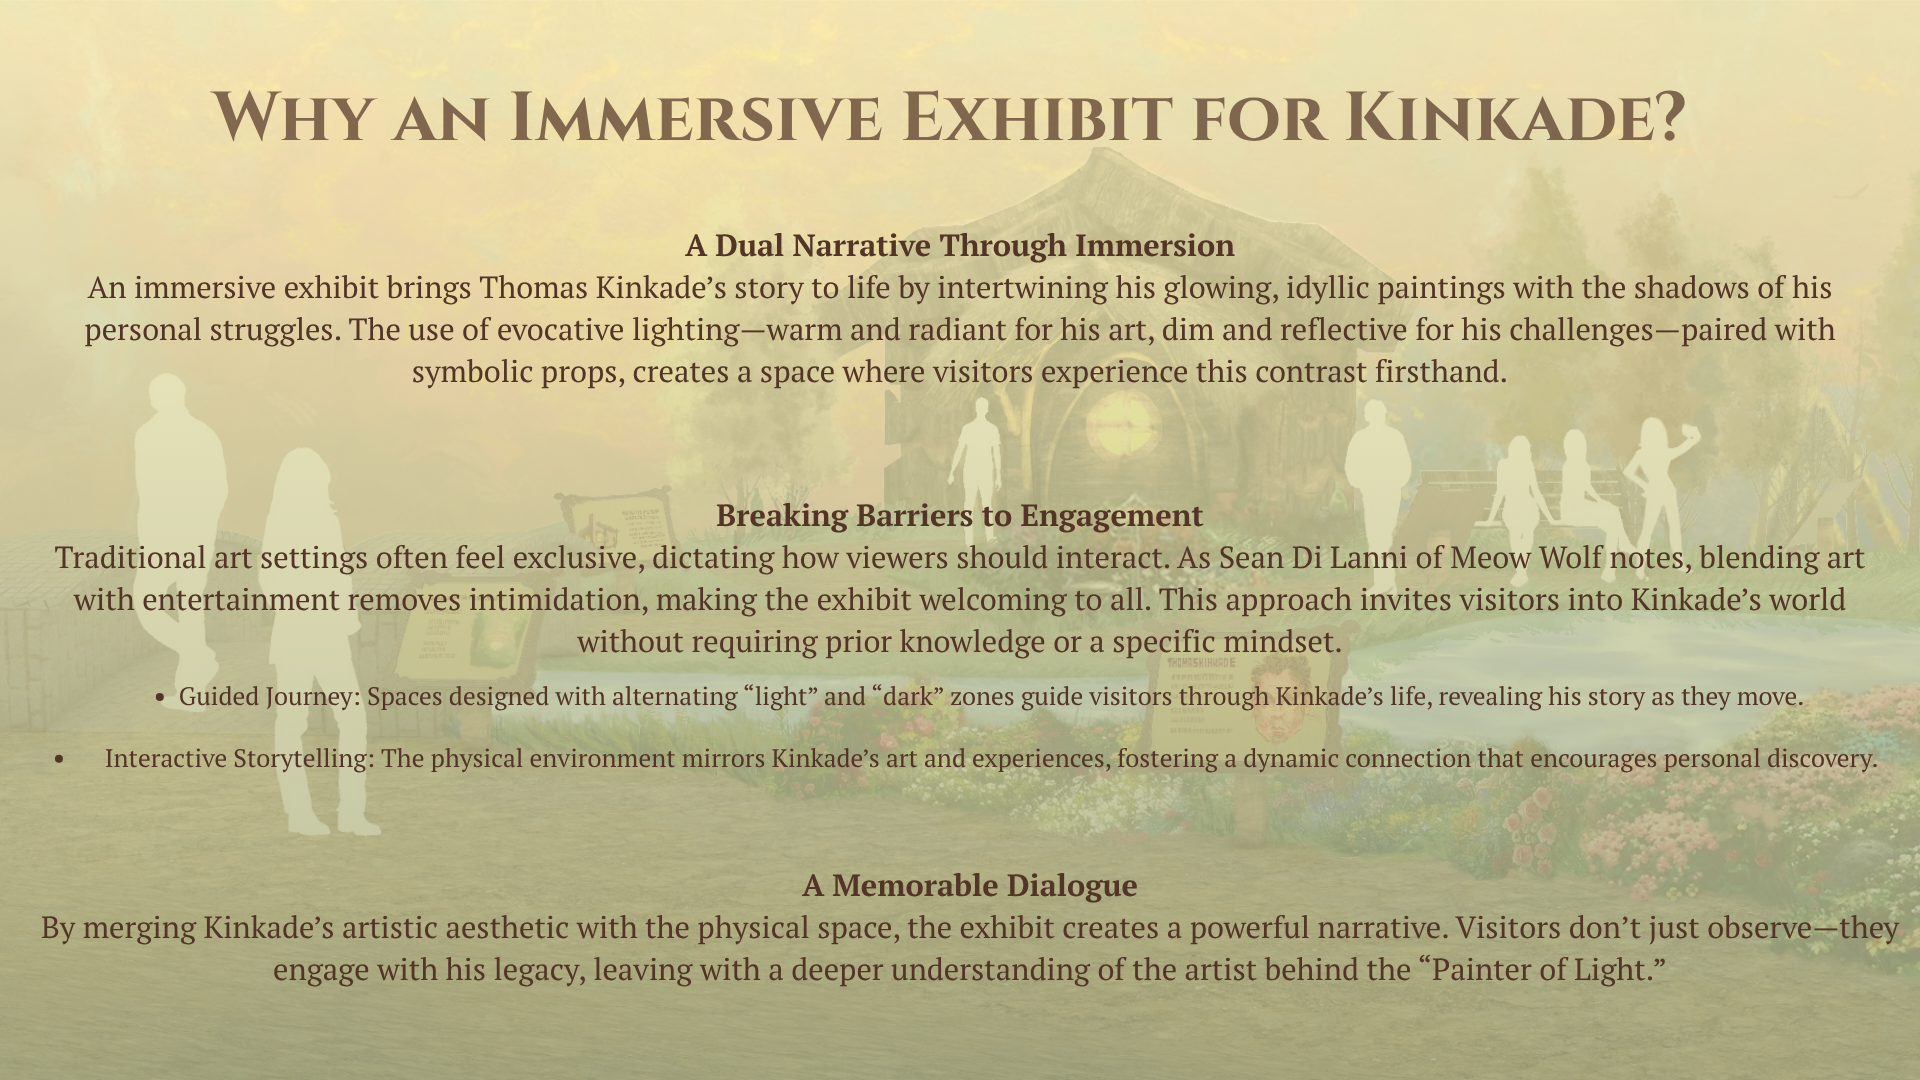 Why an Immersive Exhibit for Kinkade?
A Dual Narrative Through Immersion
An immersive exhibit brings Thomas Kinkade’s story to life by intertwining his glowing, idyllic paintings with the shadows of his
personal struggles. The use of evocative lighting—warm and radiant for his art, dim and reflective for his challenges—paired with
symbolic props, creates a space where visitors experience this contrast firsthand.
Breaking Barriers to Engagement
Traditional art settings often feel exclusive, dictating how viewers should interact. As Sean Di Lanni of Meow Wolf notes, blending art
with entertainment removes intimidation, making the exhibit welcoming to all. This approach invites visitors into Kinkade’s world
without requiring prior knowledge or a specific mindset.
• Guided Journey: Spaces designed with alternating “light” and “dark” zones guide visitors through Kinkade’s life, revealing his story as they move.
• Interactive Storytelling: The physical environment mirrors Kinkade’s art and experiences, fostering a dynamic connection that encourages personal discovery.
A Memorable Dialogue
By merging Kinkade’s artistic aesthetic with the physical space, the exhibit creates a powerful narrative. Visitors don’t just observe—they
engage with his legacy, leaving with a deeper understanding of the artist behind the “Painter of Light.”